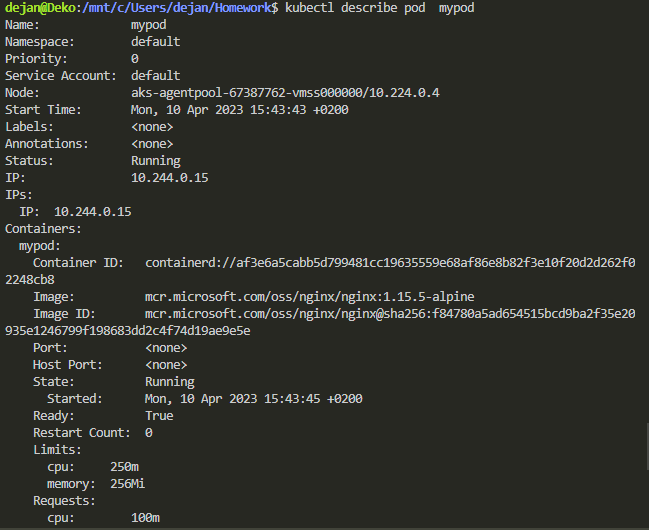 dejan@Deko:/mnt/c/Users/dejan/Homework$ kubectl describe pod  mypod
Name:             mypod
Namespace:        default
Priority:         0
Service Account:  default
Node:             aks-agentpool-67387762-vmss000000/10.224.0.4
Start Time:       Mon, 10 Apr 2023 15:43:43 +0200
Labels:           <none>
Annotations:      <none>
Status:           Running
IP:               10.244.0.15
IPs:
  IP:  10.244.0.15
Containers:
  mypod:
    Container ID:   containerd://af3e6a5cabb5d799481cc19635559e68af86e8b82f3e10f20d2d262f0
2248cb8
    Image:          mcr.microsoft.com/oss/nginx/nginx:1.15.5-alpine
    Image ID:       mcr.microsoft.com/oss/nginx/nginx@sha256:f84780a5ad654515bcd9ba2f35e20
935e1246799f198683dd2c4f74d19ae9e5e
    Port:           <none>
    Host Port:      <none>
    State:          Running
      Started:      Mon, 10 Apr 2023 15:43:45 +0200
    Ready:          True
    Restart Count:  0
    Limits:
      cpu:     250m
      memory:  256Mi
    Requests:
      cpu:        100m